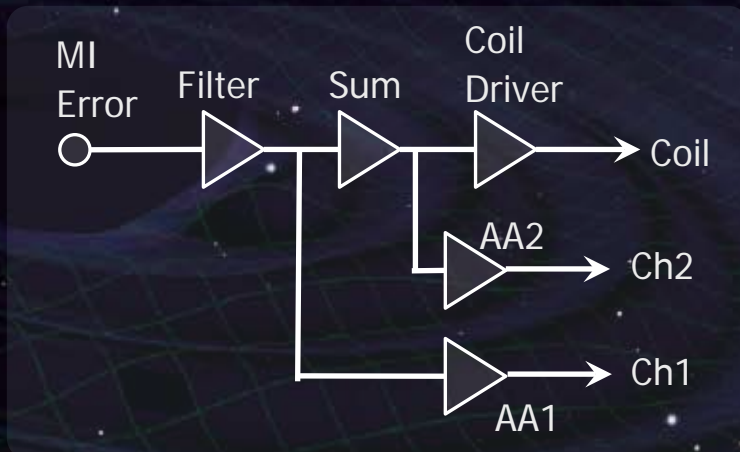 MI
Error
Filter
Sum
Coil
Driver
Coil
AA2
Ch2
Ch1
AA1